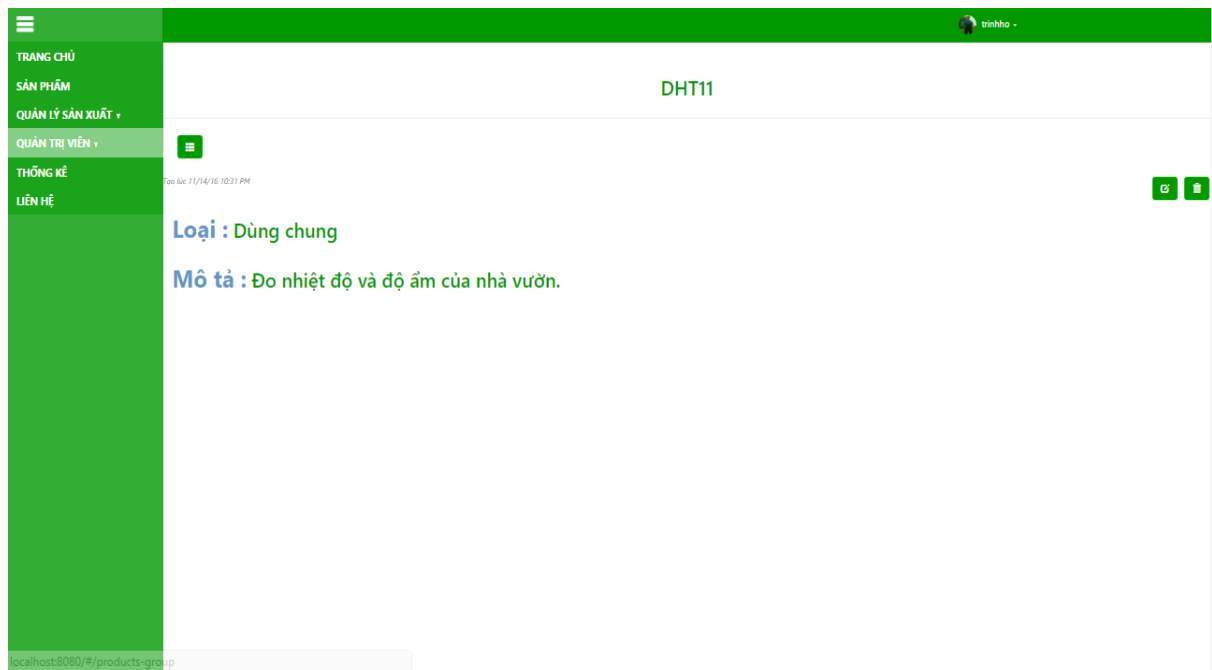 trinhho
TRANG CHỦ
SẢN PHẨM
QUẢN LÝ SẢN XUẤT
QUẢN TRỊ VIÊN
THỐNG KÊ
LIÊN HỆ
DHT11
Tạo lúc 11/14/16 10:31 PM
Loại : Dùng chung
Mô tả : Đo nhiệt độ và độ ẩm của nhà vườn.
localhost:8080/#/products-group